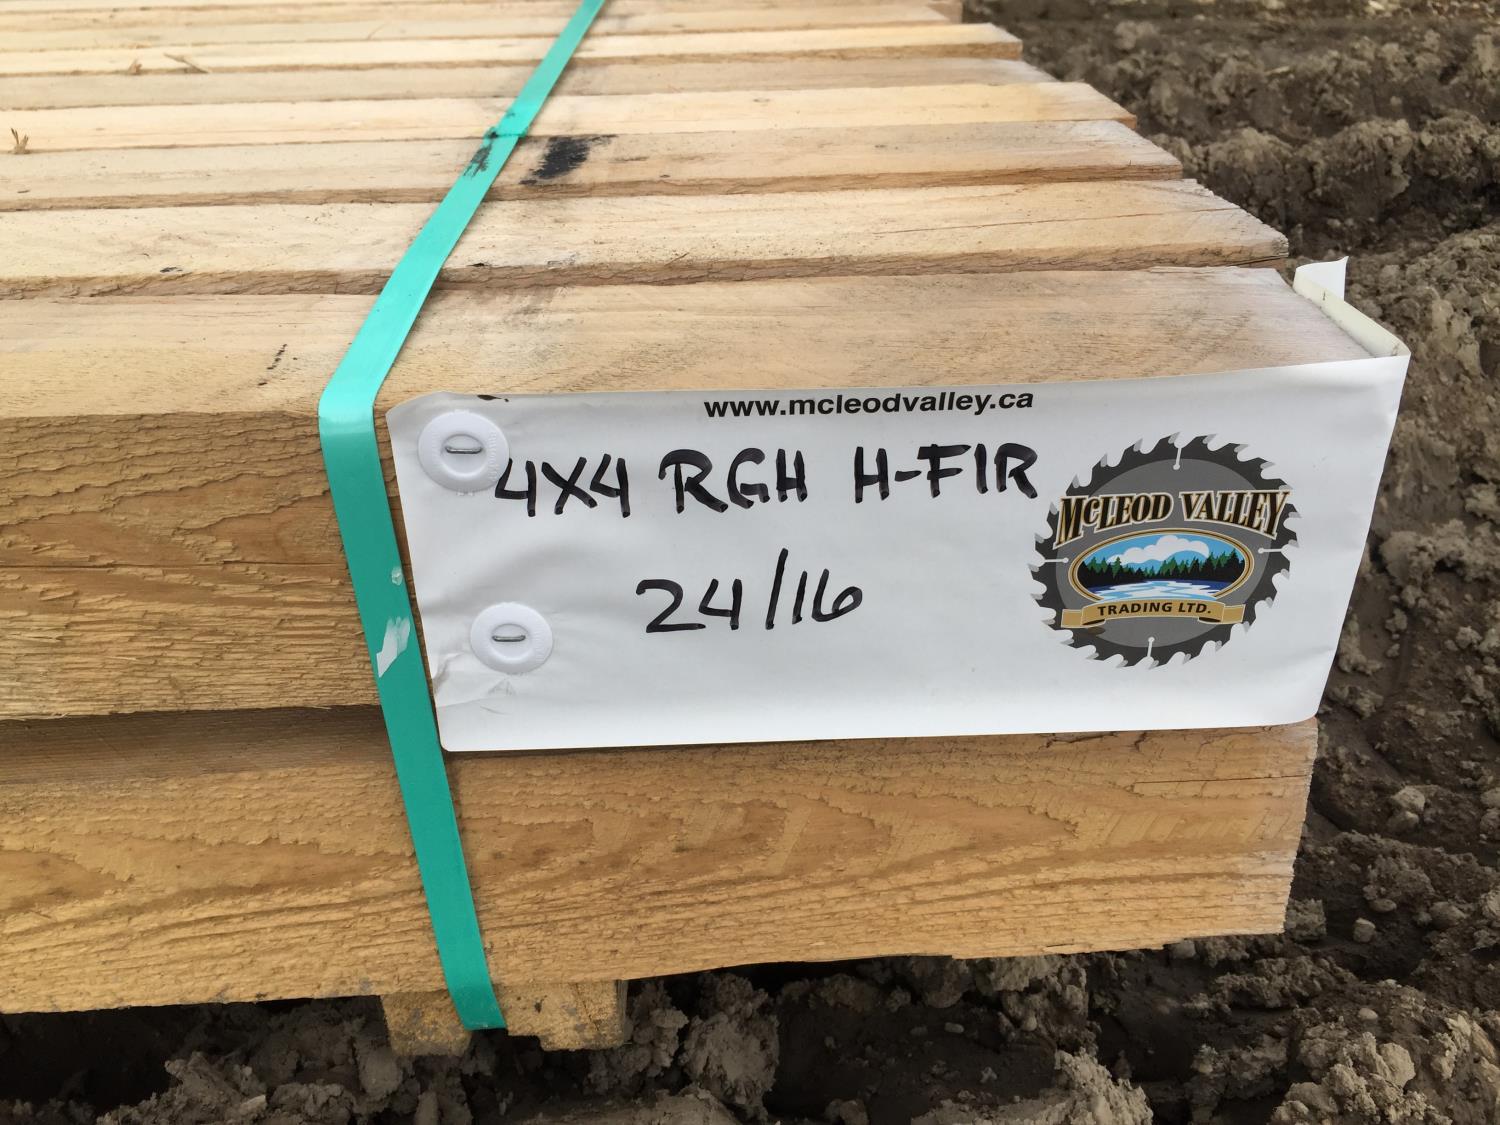 www.mcleodvalley.ca
4X4 RGH H-FIR
24/16
McLEOD VALLEY
TRADING LTD.